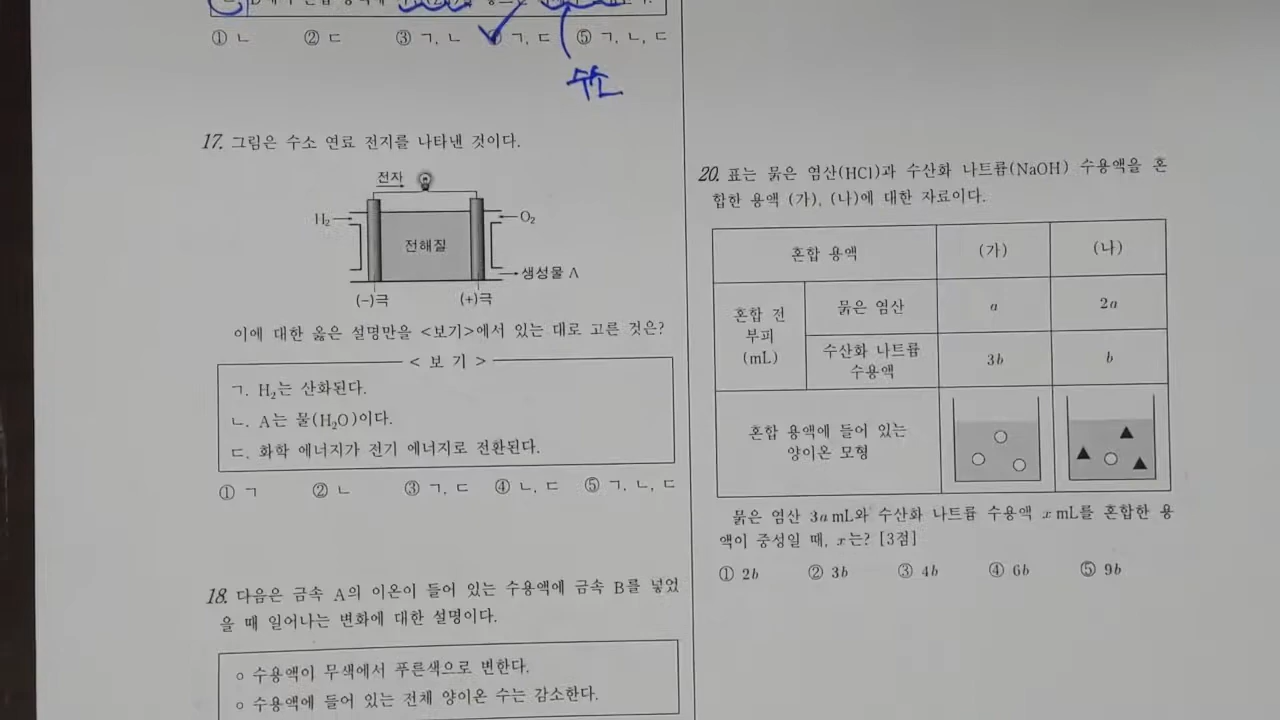 ① ㄴ ② ㄷ ③ ㄱ, ㄴ ㄱ, ㄷ ⑤ ㄱ, ㄴ, ㄷ
수소
17. 그림은 수소 연료 전지를 나타낸 것이다.
전자
H₂ O₂
전해질
생성물 A
(-)극 (+)극
이에 대한 옳은 설명만을 <보기>에서 있는 대로 고른 것은?
< 보 기 >
ㄱ. H₂는 산화된다.
ㄴ. A는 물(H₂O)이다.
ㄷ. 화학 에너지가 전기 에너지로 전환된다.
① ㄱ ② ㄴ ③ ㄱ, ㄷ ④ ㄴ, ㄷ ⑤ ㄱ, ㄴ, ㄷ
18. 다음은 금속 A의 이온이 들어 있는 수용액에 금속 B를 넣었
을 때 일어나는 변화에 대한 설명이다.
○ 수용액이 무색에서 푸른색으로 변한다.
○ 수용액에 들어 있는 전체 양이온 수는 감소한다.
20. 표는 묽은 염산(HCl)과 수산화 나트륨(NaOH) 수용액을 혼
합한 용액 (가), (나)에 대한 자료이다.
혼합 용액 (가) (나)
혼합 전 부피 (mL) 묽은 염산 a 2a
수산화 나트륨 수용액 3b b
혼합 용액에 들어 있는
양이온 모형
묽은 염산 3a mL와 수산화 나트륨 수용액 x mL를 혼합한 용
액이 중성일 때, x는? [3점]
① 2b ② 3b ③ 4b ④ 6b ⑤ 9b